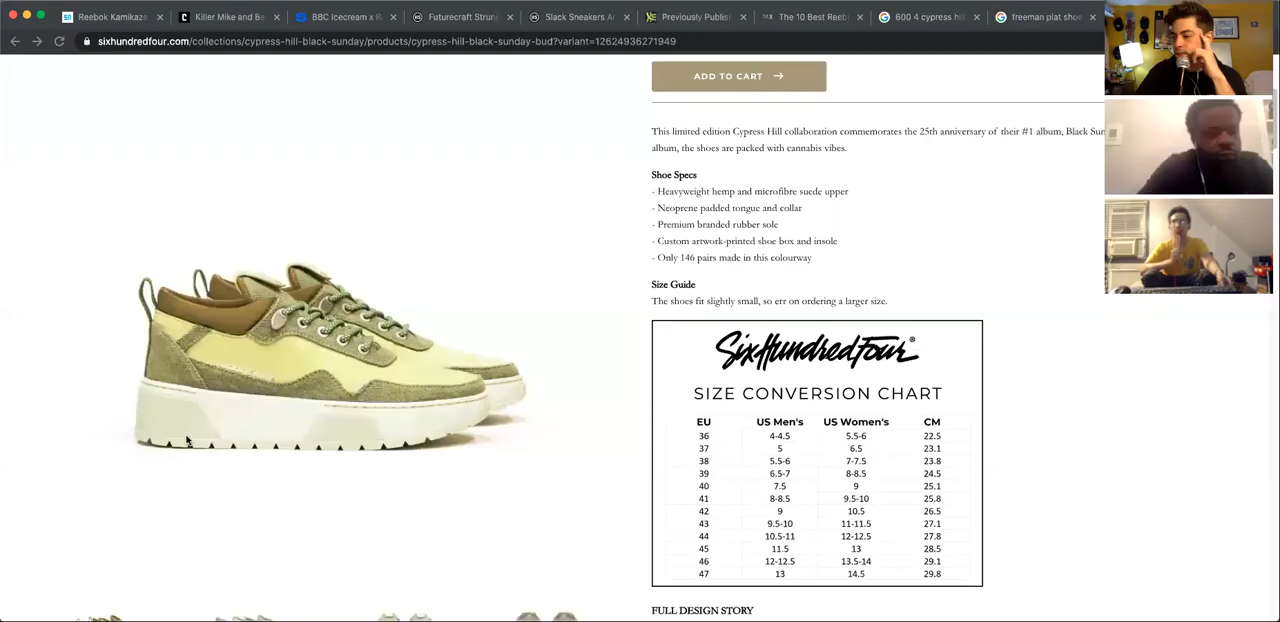 Reebok Kamikaze
Killer Mike and Be
BBC Icecream x R
Futurecraft Strun
Slack Sneakers Ar
Previously Publis
The 10 Best Reeb
600 4 cypress hil
freeman plat sho
sixhundredfour.com/collections/cypress-hill-black-sunday/products/cypress-hill-black-sunday-bud?variant=12624936271949
ADD TO CART →
This limited edition Cypress Hill collaboration commemorates the 25th anniversary of their #1 album, Black Sun
album, the shoes are packed with cannabis vibes.
Shoe Specs
- Heavyweight hemp and microfibre suede upper
- Neoprene padded tongue and collar
- Premium branded rubber sole
- Custom artwork-printed shoe box and insole
- Only 146 pairs made in this colourway
Size Guide
The shoes fit slightly small, so err on ordering a larger size.
SixHundredFour®
SIZE CONVERSION CHART
EU US Men's US Women's CM
36 4-4.5 5.5-6 22.5
37 5 6.5 23.1
38 5.5-6 7-7.5 23.8
39 6.5-7 8-8.5 24.5
40 7.5 9 25.1
41 8-8.5 9.5-10 25.8
42 9 10.5 26.5
43 9.5-10 11-11.5 27.1
44 10.5-11 12-12.5 27.8
45 11.5 13 28.5
46 12-12.5 13.5-14 29.1
47 13 14.5 29.8
FULL DESIGN STORY